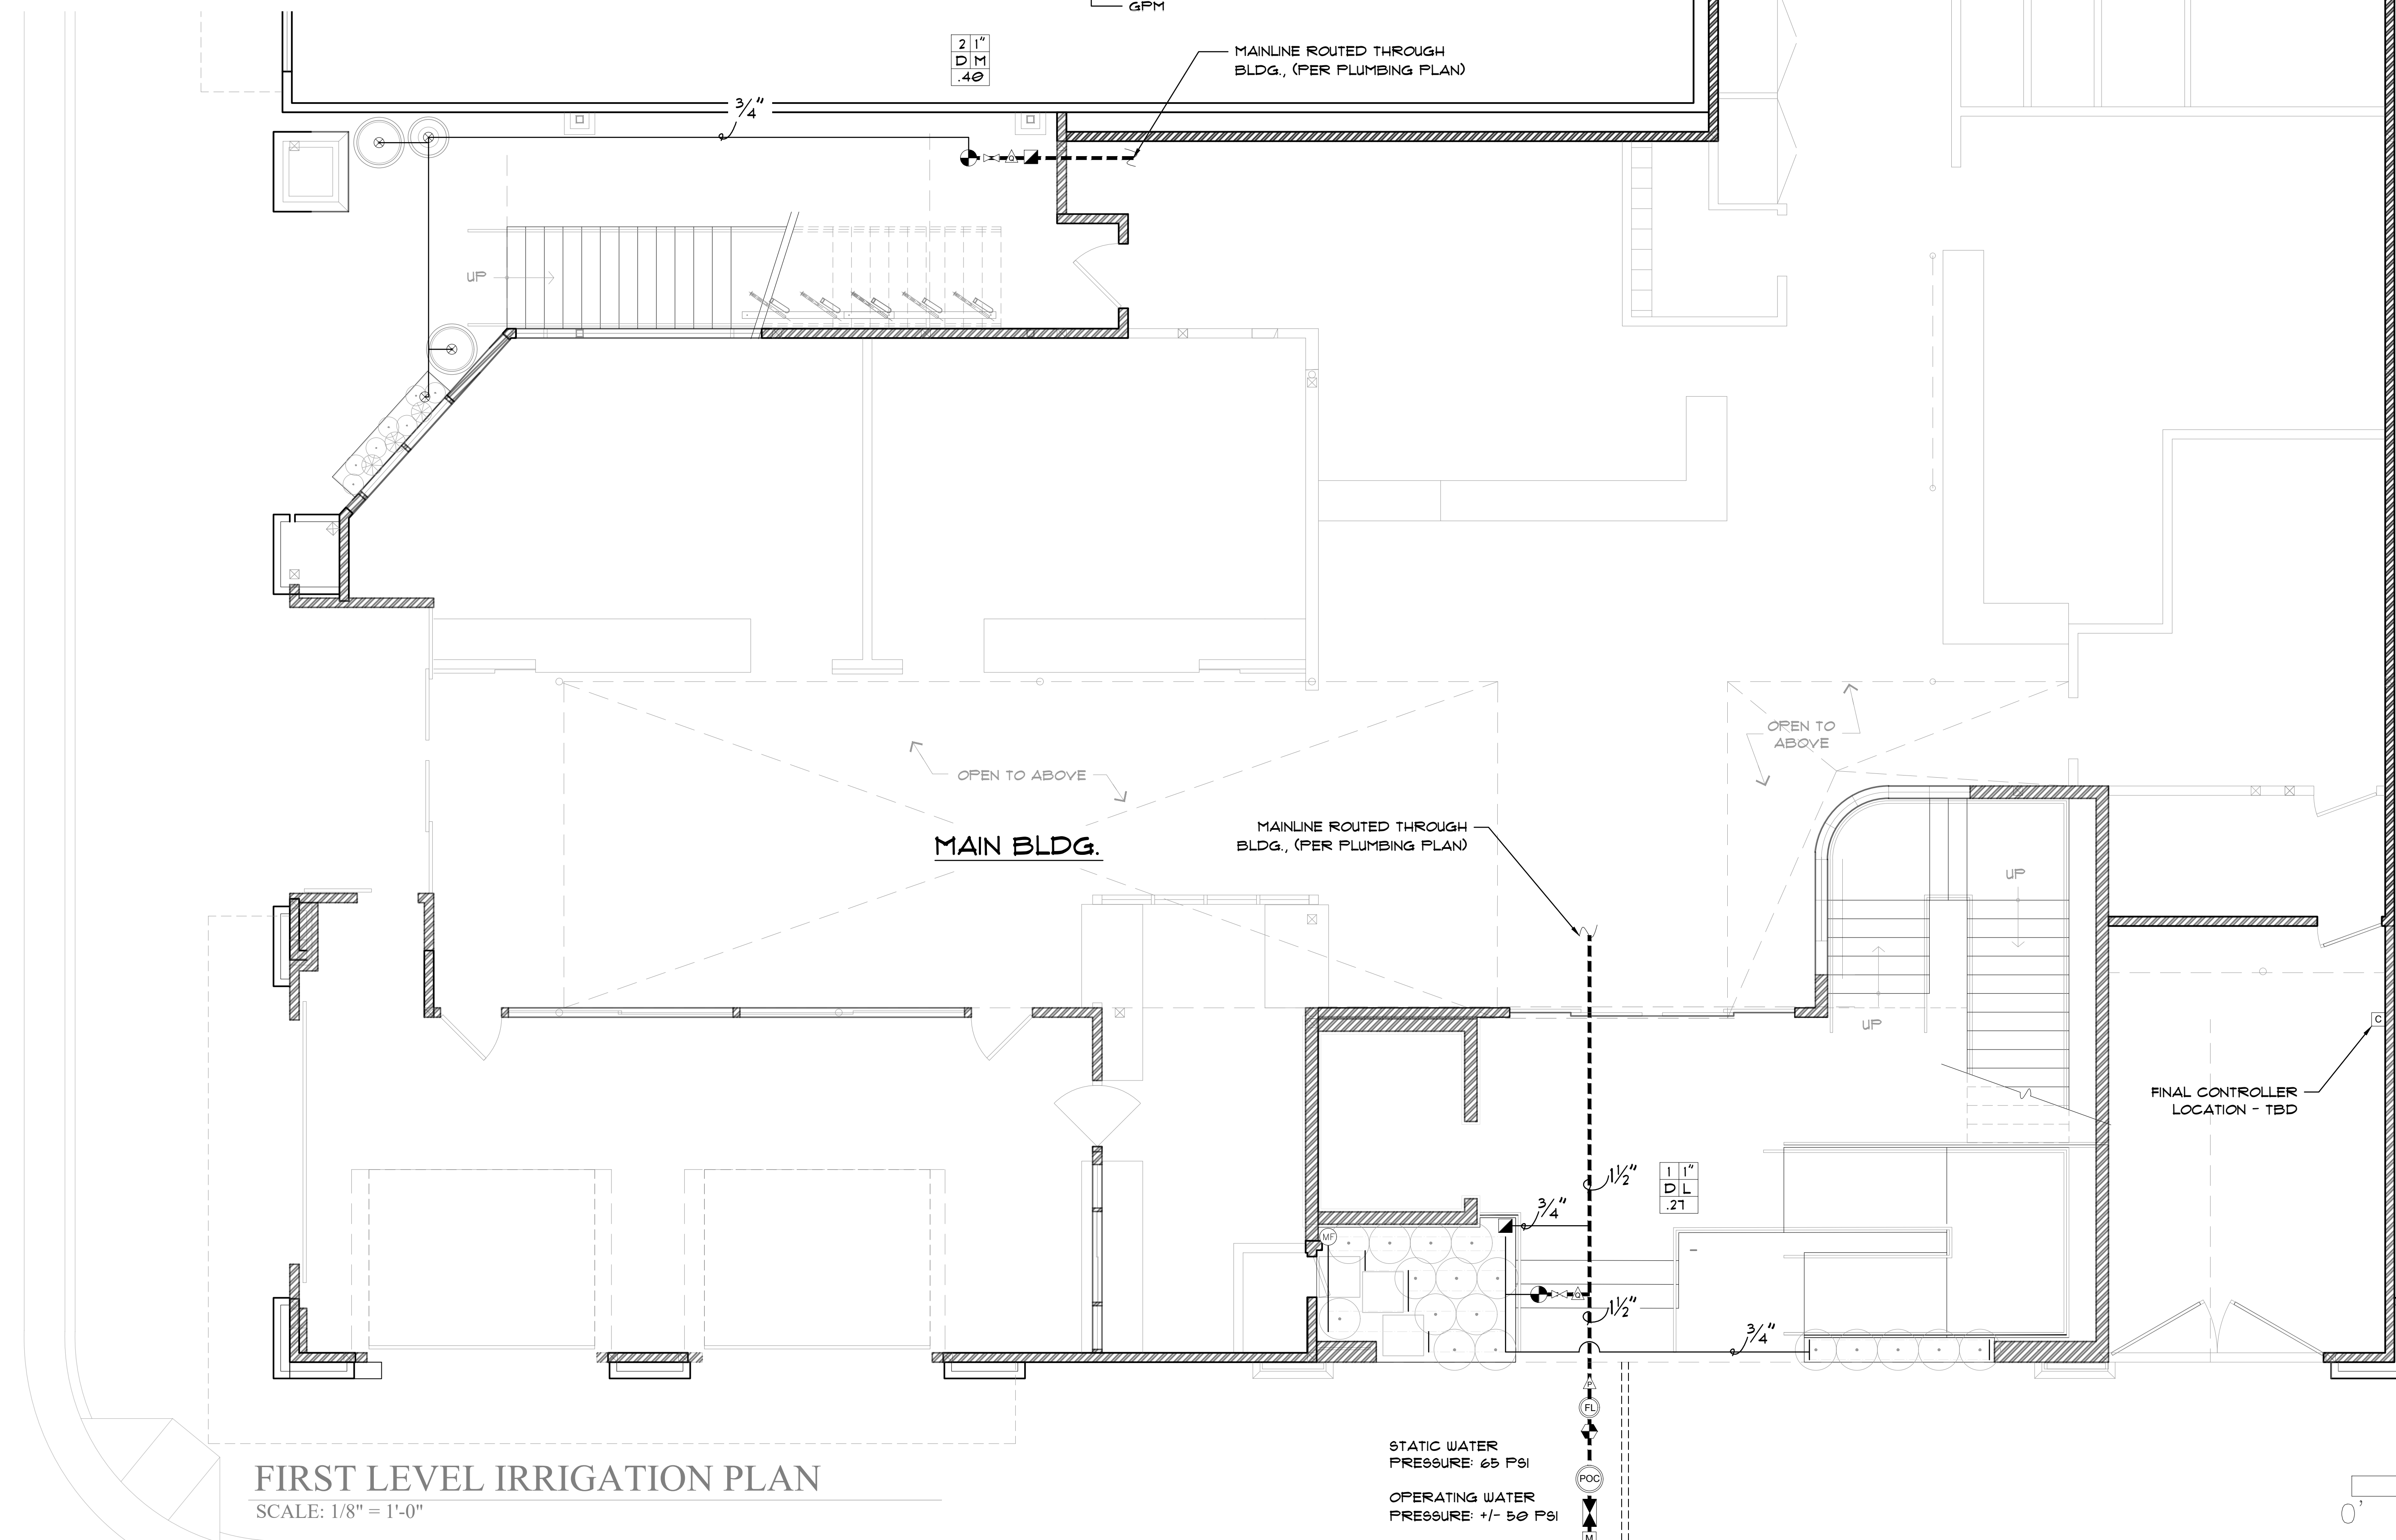 GPM
2 1"
D M
.40
MAINLINE ROUTED THROUGH
BLDG., (PER PLUMBING PLAN)
3/4"
Q
UP
OPEN TO
ABOVE
OPEN TO ABOVE
MAIN BLDG.
MAINLINE ROUTED THROUGH
BLDG., (PER PLUMBING PLAN)
UP
UP
C
FINAL CONTROLLER
LOCATION - TBD
1 1"
D L
.27
1 1/2"
3/4"
MF
Q
1 1/2"
3/4"
P
FL
STATIC WATER
PRESSURE: 65 PSI
POC
OPERATING WATER
PRESSURE: +/- 50 PSI
M
FIRST LEVEL IRRIGATION PLAN
SCALE: 1/8" = 1'-0"
0'